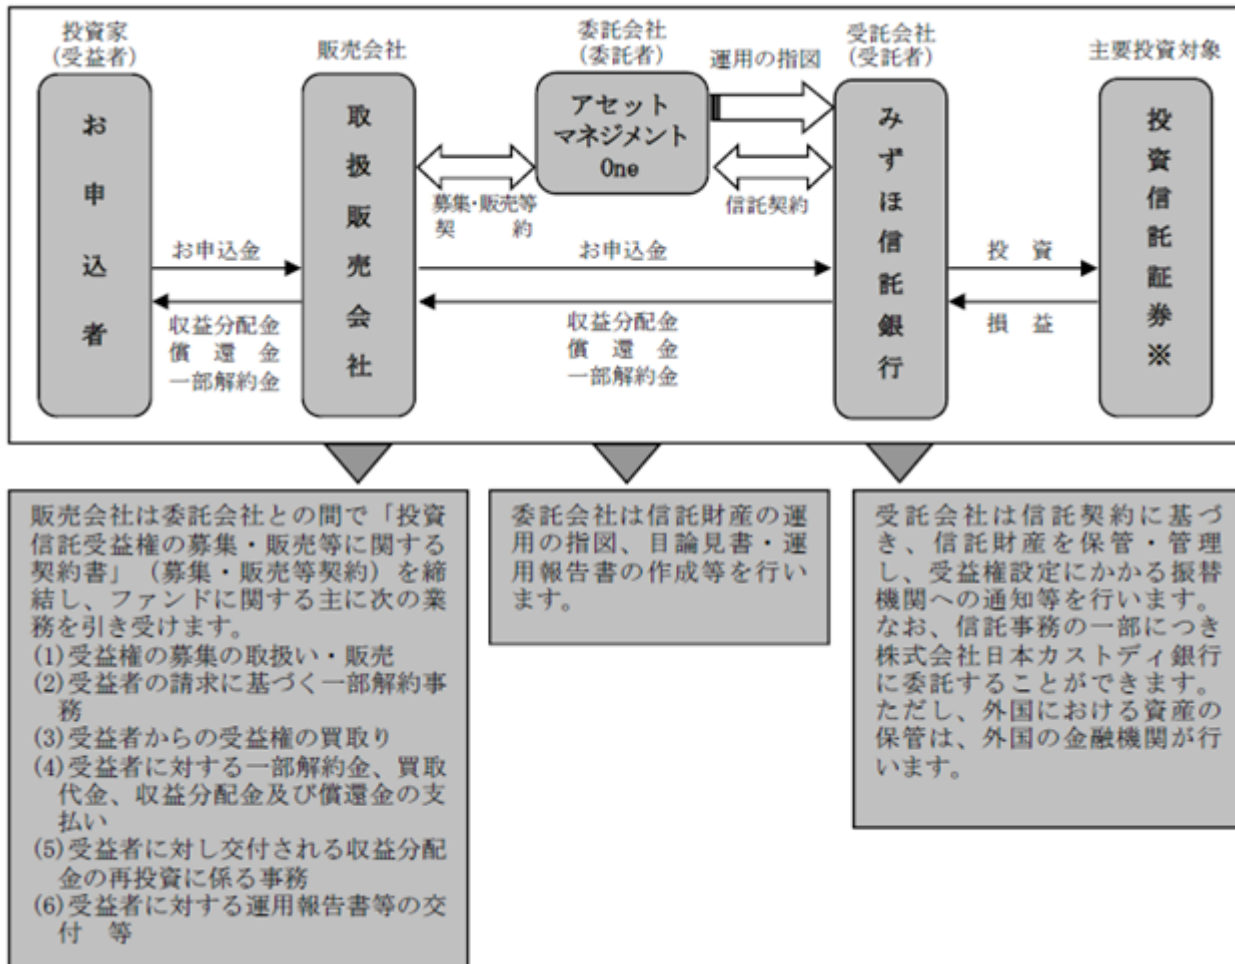 投資家
(受益者)
販売会社
委託会社
(委託者)
運用の指図
受託会社
(受託者)
主要投資対象
お申込者
取扱販売会社
アセット
マネジメント
One
みずほ信託銀行
投資信託証券※
募集・販売等
契　約
信託契約
お申込金
お申込金
投　資
収益分配金
償　還　金
一部解約金
収益分配金
償　還　金
一部解約金
損　益
販売会社は委託会社との間で「投資
信託受益権の募集・販売等に関する
契約書」（募集・販売等契約）を締
結し、ファンドに関する主に次の業
務を引き受けます。
(1)受益権の募集の取扱い・販売
(2)受益者の請求に基づく一部解約事
務
(3)受益者からの受益権の買取り
(4)受益者に対する一部解約金、買取
代金、収益分配金及び償還金の支
払い
(5)受益者に対し交付される収益分配
金の再投資に係る事務
(6)受益者に対する運用報告書等の交
付　等
委託会社は信託財産の運
用の指図、目論見書・運
用報告書の作成等を行い
ます。
受託会社は信託契約に基づ
き、信託財産を保管・管理
し、受益権設定にかかる振替
機関への通知等を行います。
なお、信託事務の一部につき
株式会社日本カストディ銀行
に委託することができます。
ただし、外国における資産の
保管は、外国の金融機関が行
います。